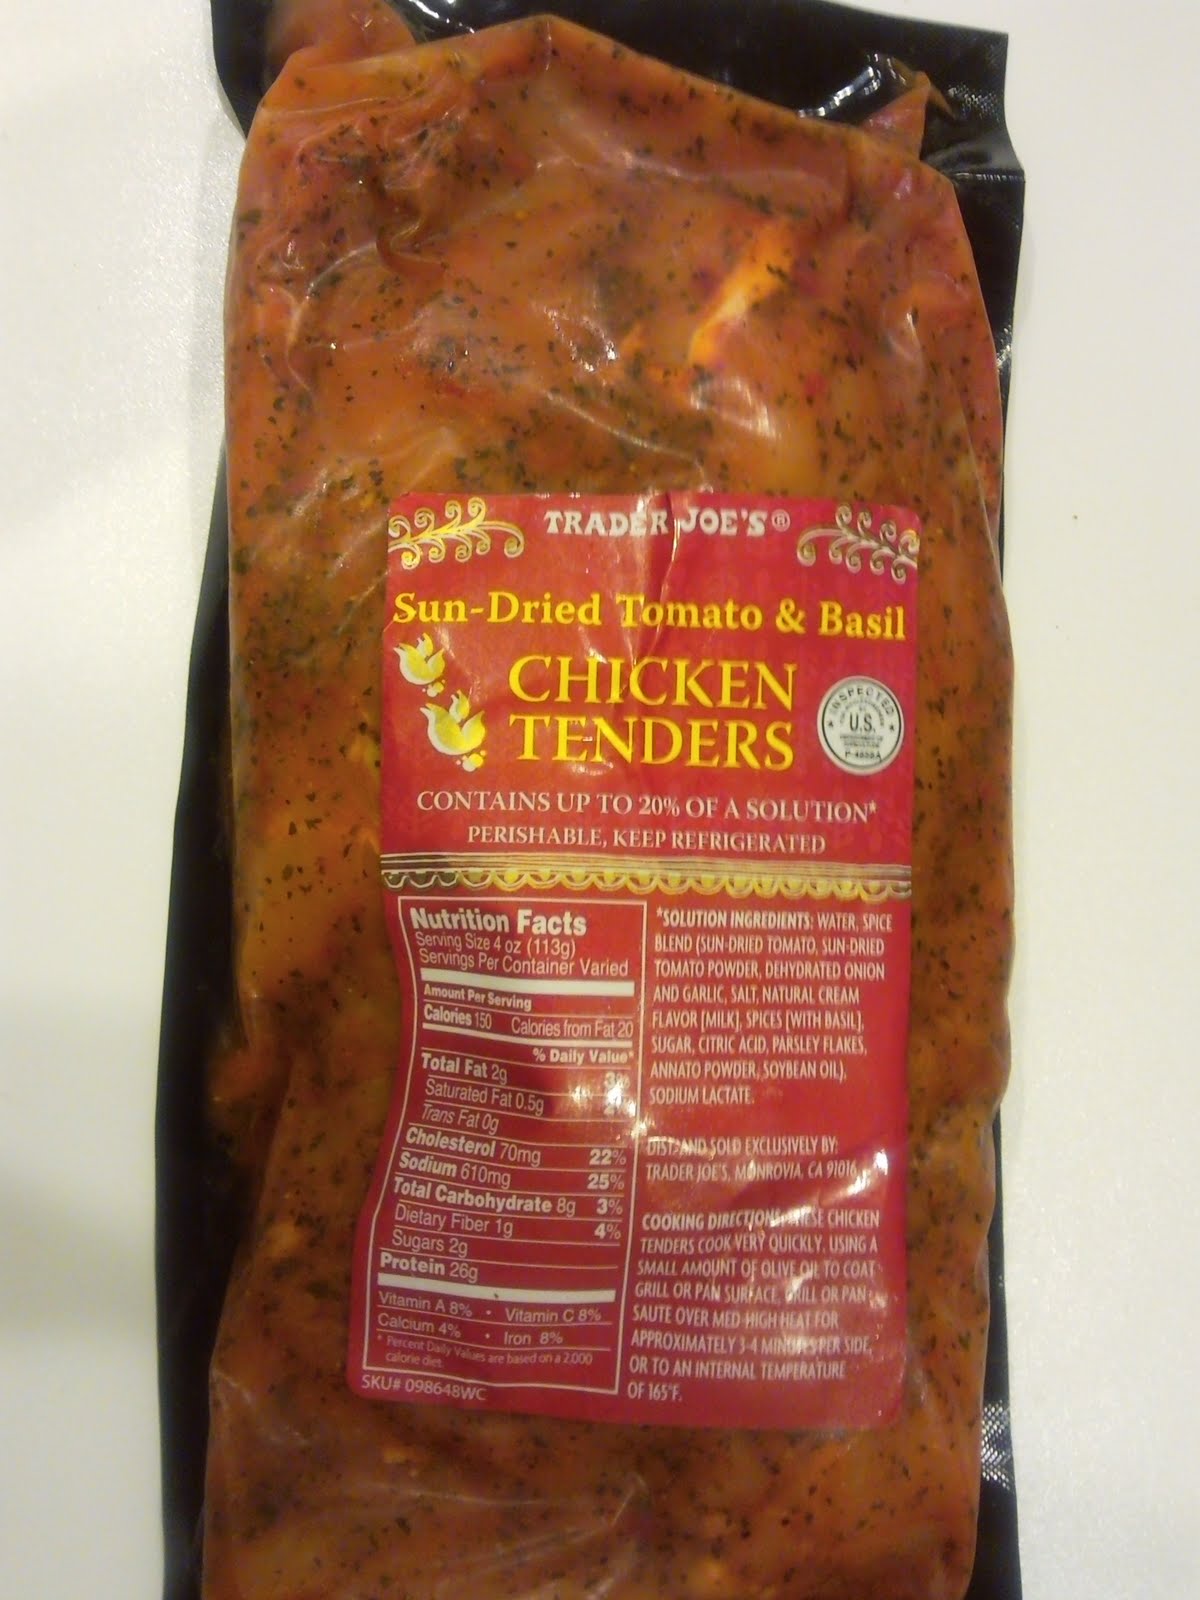 TRADER JOE'S®
Sun-Dried Tomato & Basil
CHICKEN
TENDERS
INSPECTED
U.S.
CONTAINS UP TO 20% OF A SOLUTION*
PERISHABLE, KEEP REFRIGERATED
Nutrition Facts
Serving Size 4 oz (113g)
Servings Per Container Varied
Amount Per Serving
Calories 150 Calories from Fat 20
% Daily Value*
Total Fat 2g 3%
Saturated Fat 0.5g
Trans Fat 0g
Cholesterol 70mg 22%
Sodium 610mg 25%
Total Carbohydrate 8g 3%
Dietary Fiber 1g 4%
Sugars 2g
Protein 26g
Vitamin A 8% • Vitamin C 8%
Calcium 4% • Iron 8%
* Percent Daily Values are based on a 2,000
calorie diet.
SKU# 098648WC
*SOLUTION INGREDIENTS: WATER, SPICE
BLEND (SUN-DRIED TOMATO, SUN-DRIED
TOMATO POWDER, DEHYDRATED ONION
AND GARLIC, SALT, NATURAL CREAM
FLAVOR [MILK], SPICES [WITH BASIL],
SUGAR, CITRIC ACID, PARSLEY FLAKES,
ANNATO POWDER, SOYBEAN OIL),
SODIUM LACTATE.
DIST. AND SOLD EXCLUSIVELY BY:
TRADER JOE'S, MONROVIA, CA 91016
COOKING DIRECTIONS: THESE CHICKEN
TENDERS COOK VERY QUICKLY. USING A
SMALL AMOUNT OF OLIVE OIL TO COAT
GRILL OR PAN SURFACE, GRILL OR PAN
SAUTE OVER MED-HIGH HEAT FOR
APPROXIMATELY 3-4 MINUTES PER SIDE,
OR TO AN INTERNAL TEMPERATURE
OF 165°F.